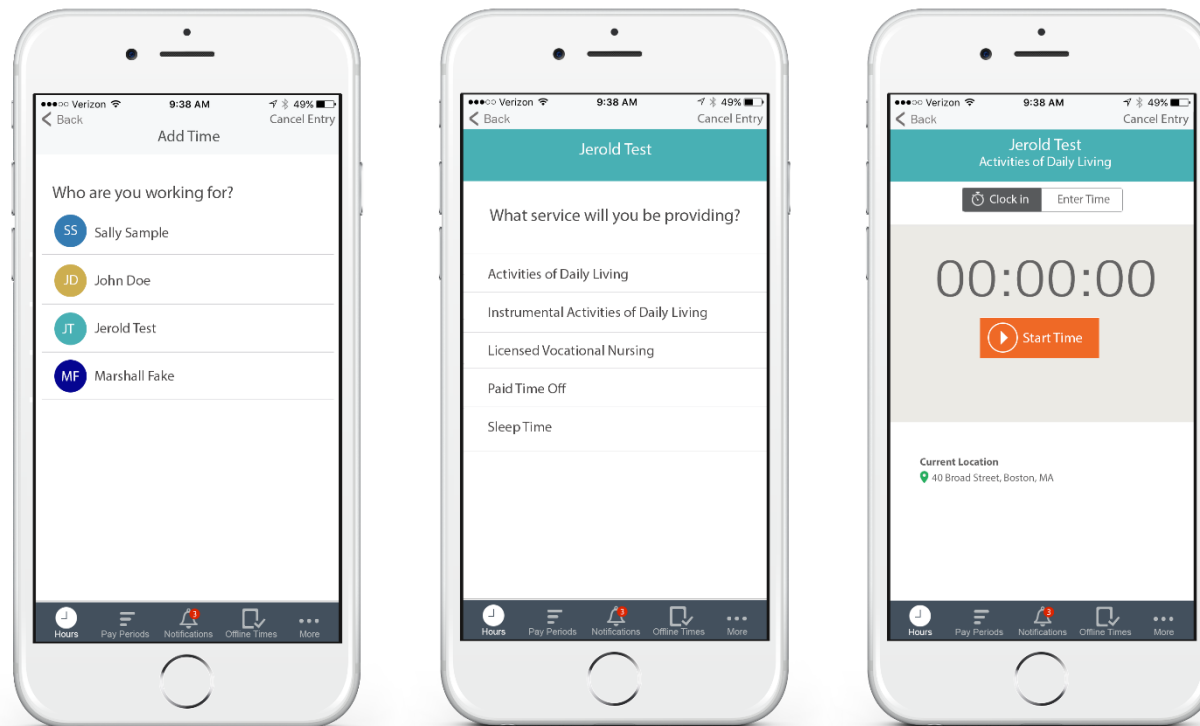 Verizon 9:38 AM 49%
Back Cancel Entry
Add Time
Who are you working for?
SS Sally Sample
JD John Doe
JT Jerold Test
MF Marshall Fake
3
Hours Pay Periods Notifications Offline Times More
Verizon 9:38 AM 49%
Back Cancel Entry
Jerold Test
What service will you be providing?
Activities of Daily Living
Instrumental Activities of Daily Living
Licensed Vocational Nursing
Paid Time Off
Sleep Time
3
Hours Pay Periods Notifications Offline Times More
Verizon 9:38 AM 49%
Back Cancel Entry
Jerold Test
Activities of Daily Living
Clock in Enter Time
00:00:00
Start Time
Current Location
40 Broad Street, Boston, MA
3
Hours Pay Periods Notifications Offline Times More